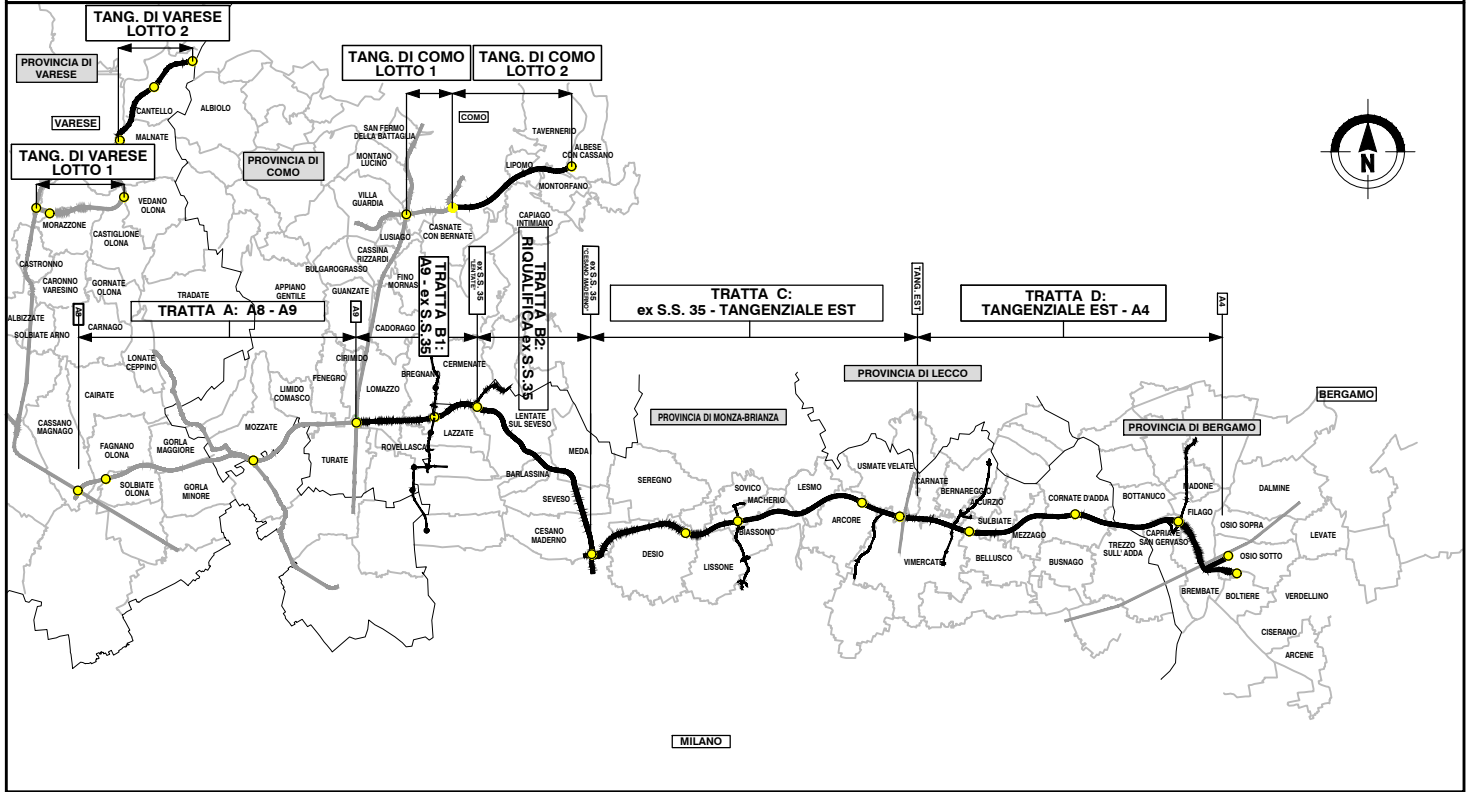 TANG. DI VARESE
LOTTO 2
PROVINCIA DI
VARESE
CANTELLO
ALBIOLO
VARESE
MALNATE
TANG. DI VARESE
LOTTO 1
TANG. DI COMO
LOTTO 1
TANG. DI COMO
LOTTO 2
COMO
SAN FERMO
DELLA BATTAGLIA
TAVERNERIO
ALBESE
CON CASSANO
MONTANO
LUCINO
LIPOMO
MONTORFANO
PROVINCIA DI
COMO
VILLA
GUARDIA
VEDANO
OLONA
MORAZZONE
CASTIGLIONE
OLONA
LUSIAGO
CASNATE
CON BERNATE
CAPIAGO
INTIMIANO
N
CASTRONNO
CARONNO
VARESINO
GORNATE
OLONA
CASSINA
RIZZARDI
BULGAROGRASSO
FINO
MORNAS
APPIANO
GENTILE
GUANZATE
TRADATE
ALBIZZATE
SOLBIATE ARNO
CARNAGO
CADORAGO
A8
TRATTA A: A8 - A9
A9
TRATTA B1:
A9 - ex S.S.35
ex S.S. 35
"LENTATE"
TRATTA B2:
RIQUALIFICA ex S.S.35
ex S.S. 35
"CESANO MADERNO"
TRATTA C:
ex S.S. 35 - TANGENZIALE EST
TANG. EST
TRATTA D:
TANGENZIALE EST - A4
A4
LONATE
CEPPINO
CIRIMIDO
FENEGRO
LOMAZZO
BREGNANO
CERMENATE
LIMIDO
COMASCO
CAIRATE
CASSANO
MAGNAGO
MOZZATE
FAGNANO
OLONA
GORLA
MAGGIORE
SOLBIATE
OLONA
GORLA
MINORE
TURATE
ROVELLASCA
LAZZATE
LENTATE
SUL SEVESO
BARLASSINA
MEDA
SEVESO
CESANO
MADERNO
PROVINCIA DI MONZA-BRIANZA
PROVINCIA DI LECCO
PROVINCIA DI BERGAMO
BERGAMO
SEREGNO
SOVICO
MACHERIO
LESMO
USMATE VELATE
CARNATE
BERNAREGGIO
AICURZIO
SULBIATE
MEZZAGO
CORNATE D'ADDA
BOTTANUCO
MADONE
FILAGO
DALMINE
OSIO SOPRA
LEVATE
DESIO
BIASSONO
LISSONE
ARCORE
VIMERCATE
BELLUSCO
BUSNAGO
TREZZO
SULL' ADDA
CAPRIATE
SAN GERVASO
OSIO SOTTO
BREMBATE
BOLTIERE
VERDELLINO
CISERANO
ARCENE
MILANO